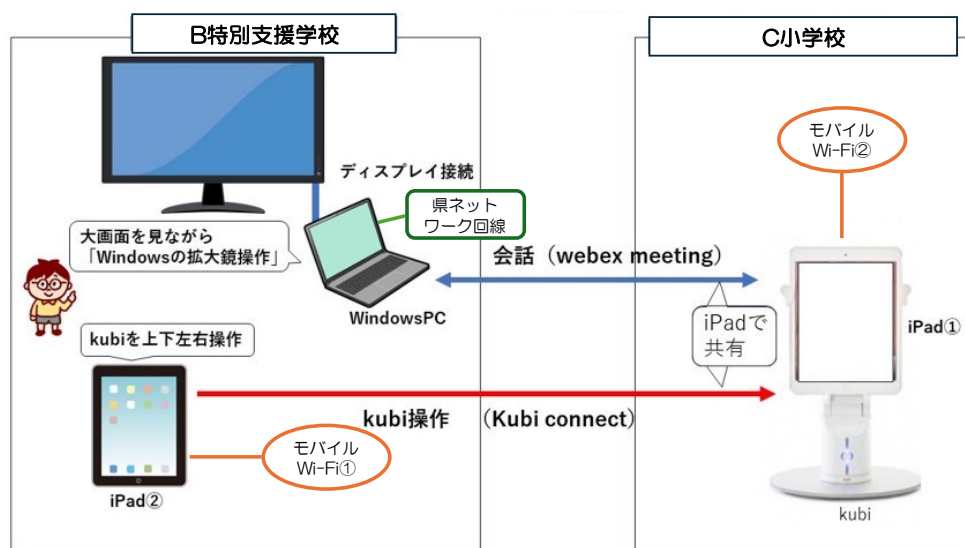 B特別支援学校
C小学校
モバイル
Wi-Fi②
ディスプレイ接続
県ネット
ワーク回線
大画面を見ながら
「Windowsの拡大鏡操作」
会話（webex meeting）
WindowsPC
iPadで
共有
iPad①
kubiを上下左右操作
kubi操作　（Kubi connect）
モバイル
Wi-Fi①
iPad②
kubi